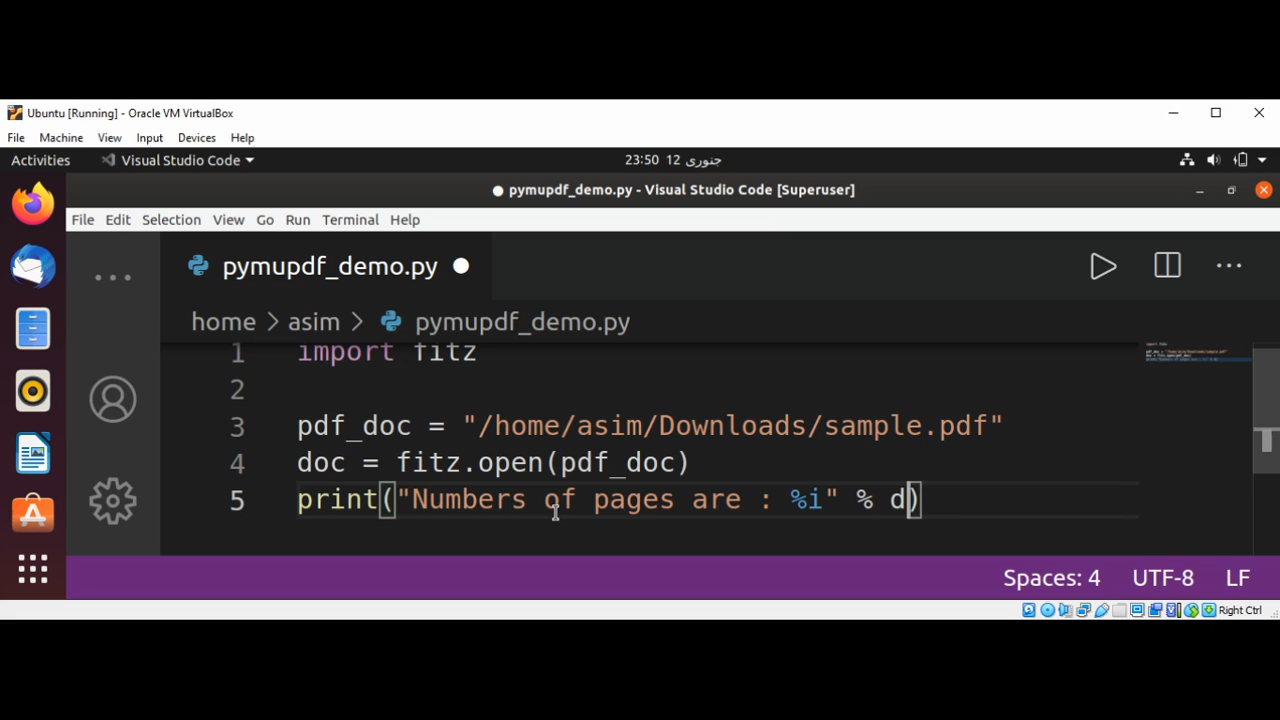 Ubuntu [Running] - Oracle VM VirtualBox
File Machine View Input Devices Help
Activities Visual Studio Code 23:50 12 جنوری
pymupdf_demo.py - Visual Studio Code [Superuser]
File Edit Selection View Go Run Terminal Help
pymupdf_demo.py
home > asim > pymupdf_demo.py
1 import fitz
2
3 pdf_doc = "/home/asim/Downloads/sample.pdf"
4 doc = fitz.open(pdf_doc)
5 print("Numbers of pages are : %i" % d)
Spaces: 4 UTF-8 LF
Right Ctrl